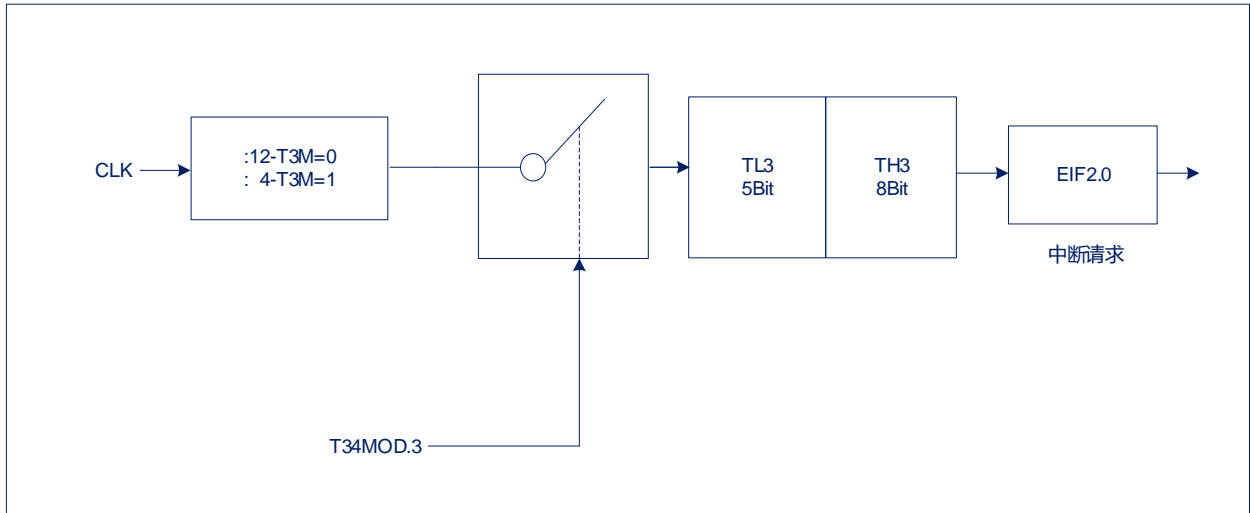 CLK
:12-T3M=0
: 4-T3M=1
TL3
5Bit
TH3
8Bit
EIF2.0
中断请求
T34MOD.3